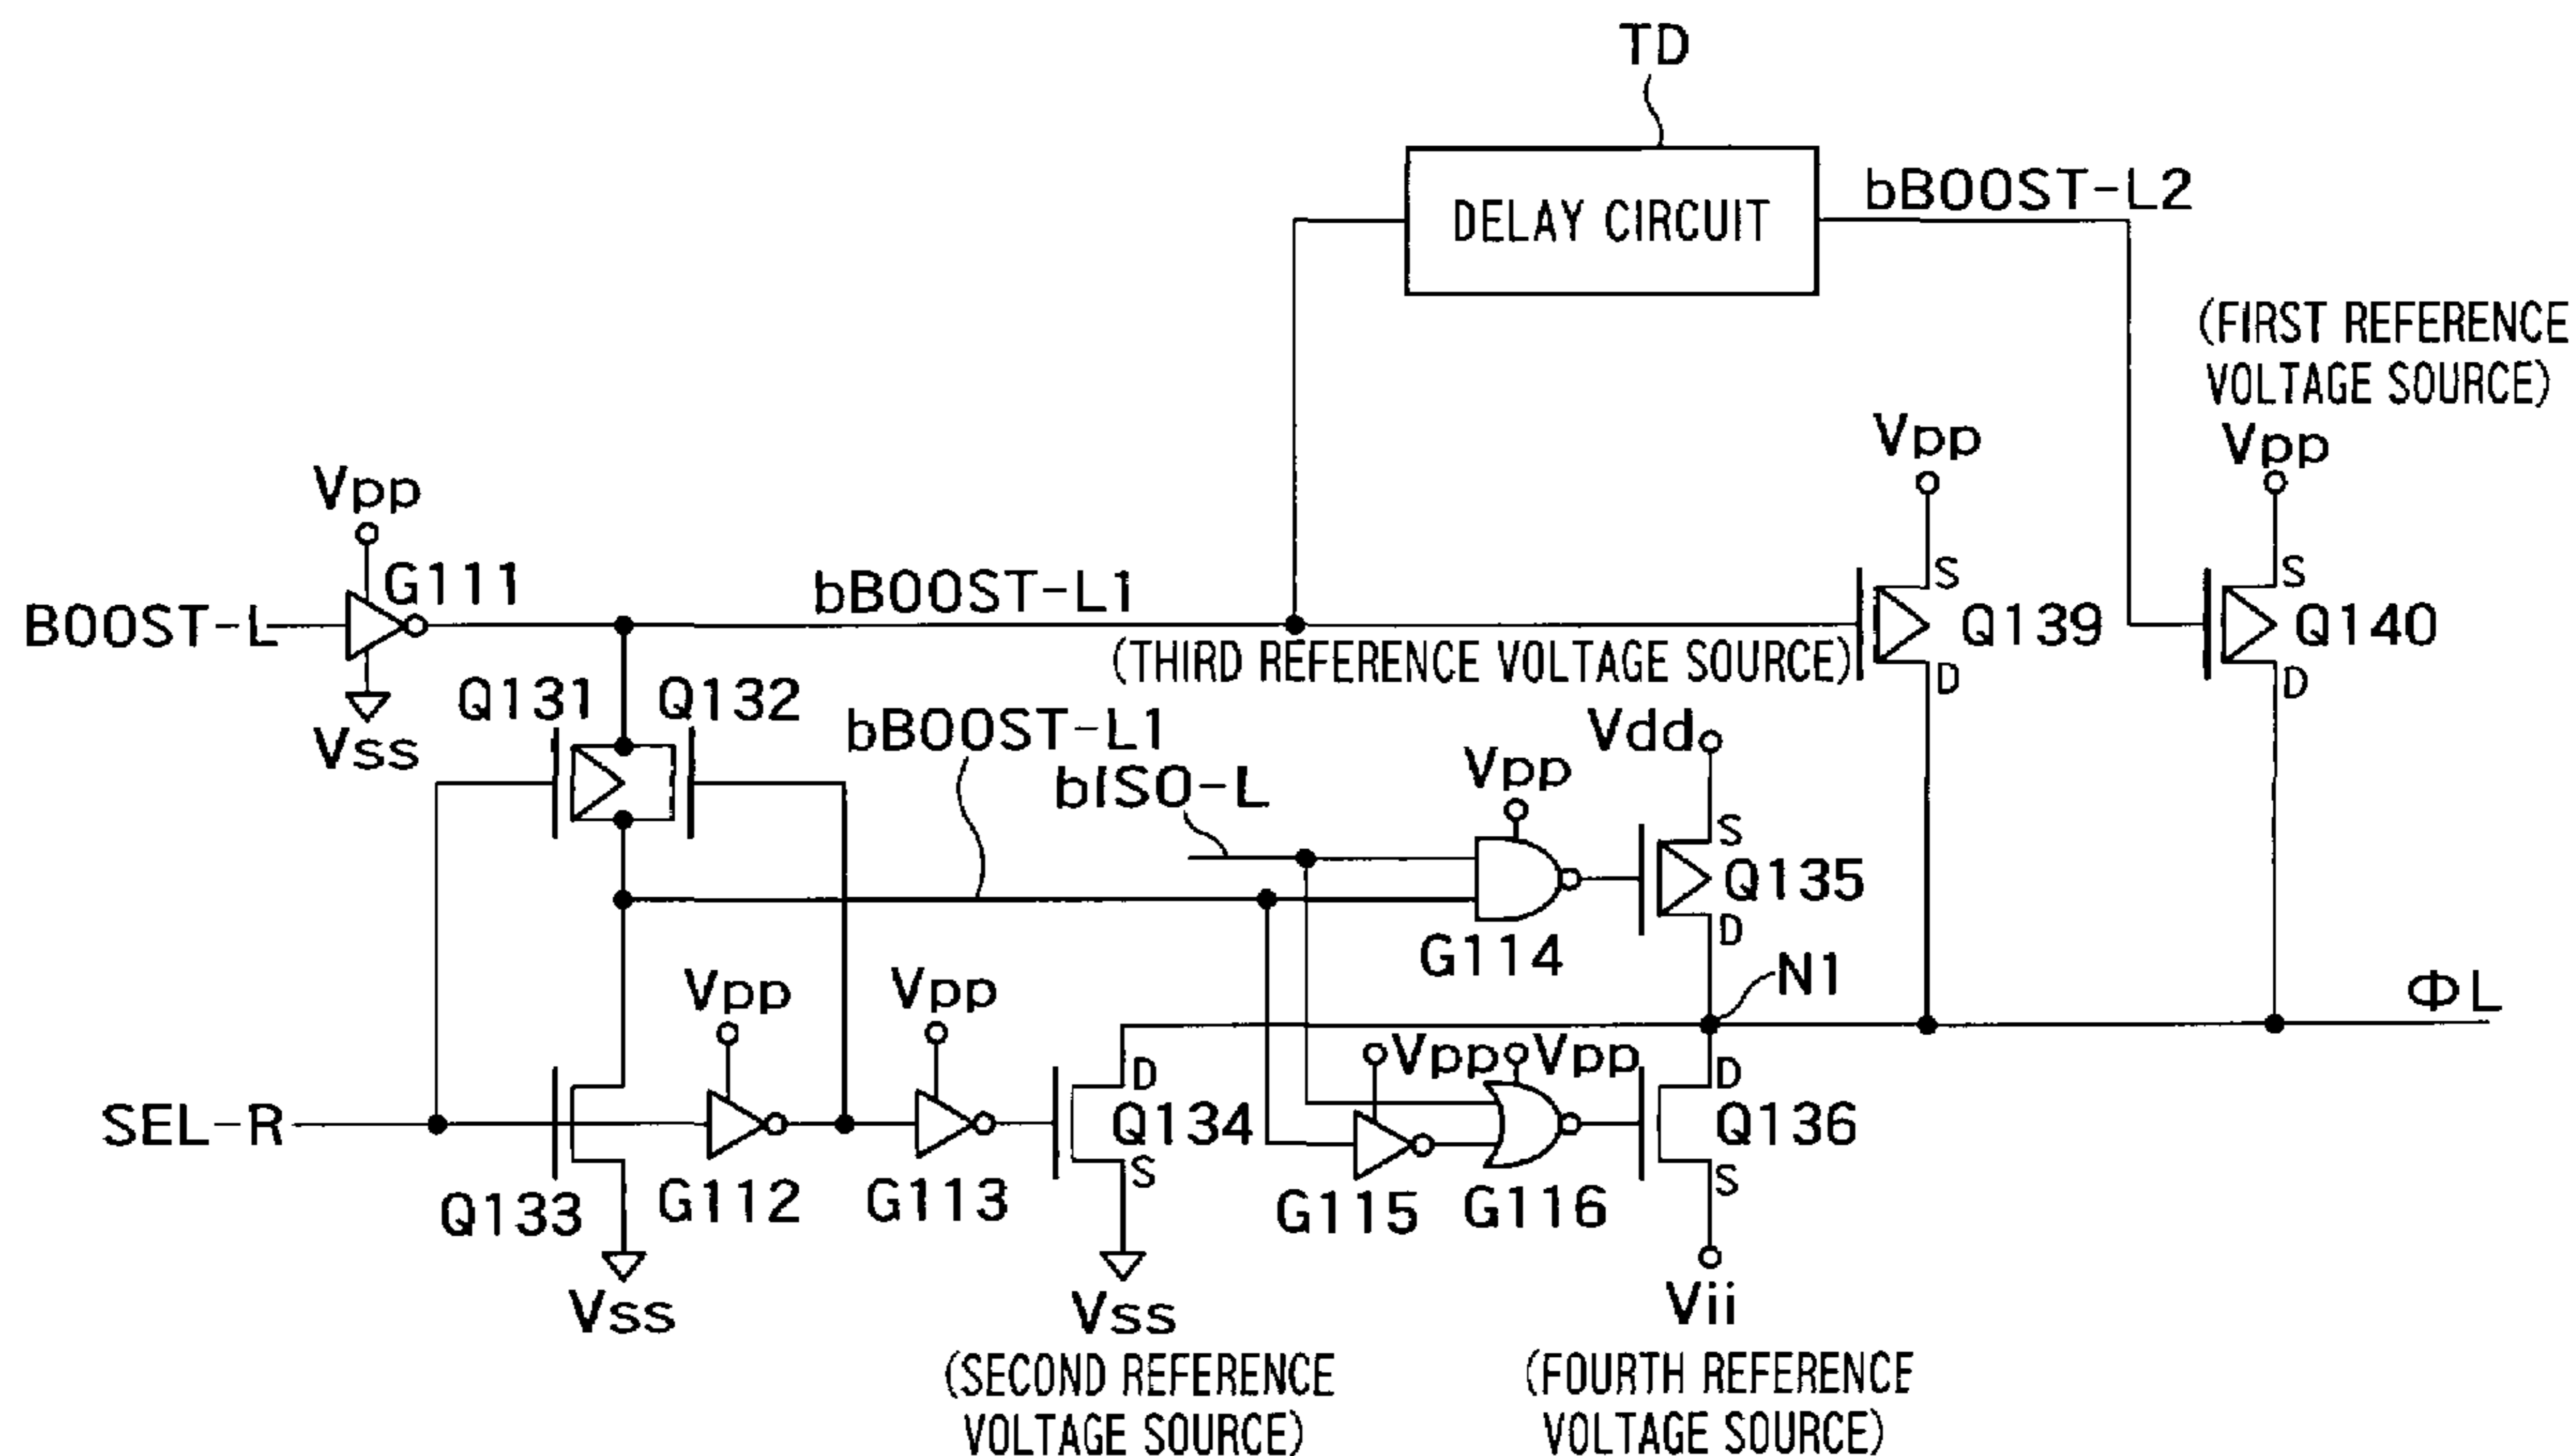 TD
DELAY CIRCUIT
bBOOST-L2
(FIRST REFERENCE
VOLTAGE SOURCE)
Vpp
Vpp
Vpp
G111
BOOST-L
bBOOST-L1
S
Q139
D
S
Q140
D
(THIRD REFERENCE VOLTAGE SOURCE)
Vss
Q131
Q132
bBOOST-L1
bISO-L
Vpp
Vdd
S
Q135
D
G114
N1
ΦL
Vpp
Vpp
Vpp
Vpp
SEL-R
Q133
G112
G113
D
Q134
S
G115
G116
D
Q136
S
Vss
Vss
Vii
(SECOND REFERENCE
VOLTAGE SOURCE)
(FOURTH REFERENCE
VOLTAGE SOURCE)